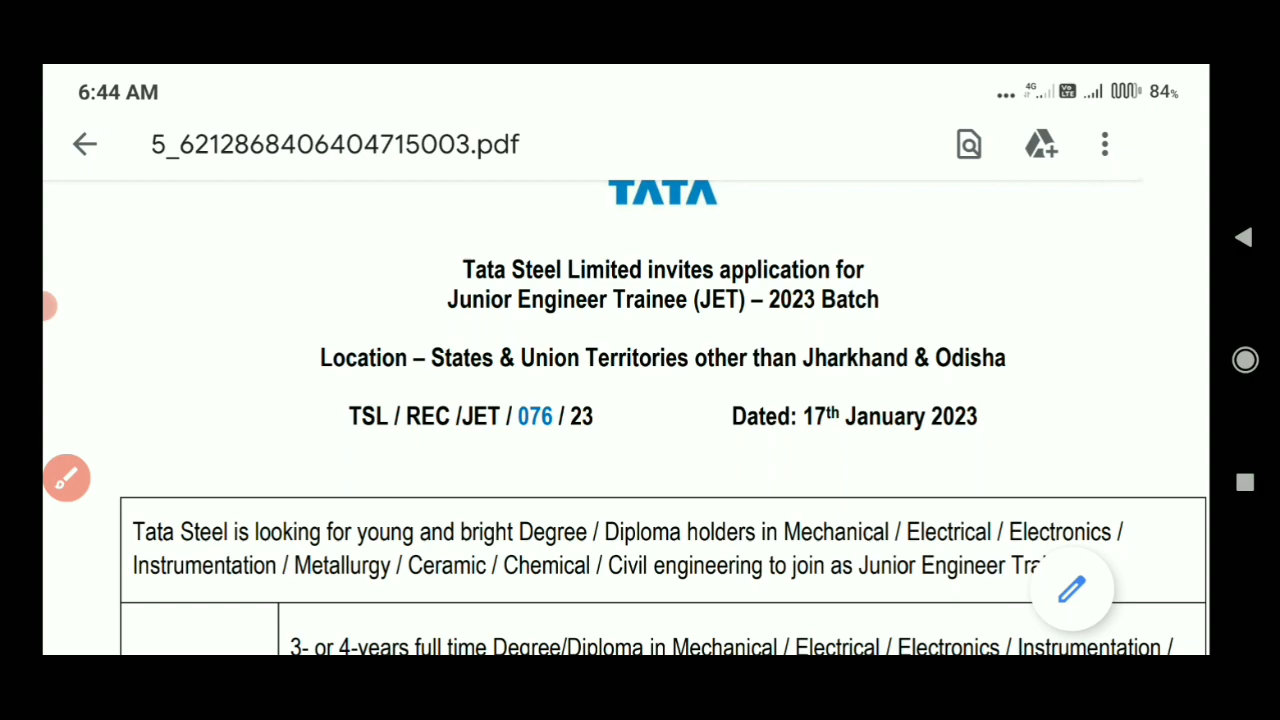 6:44 AM
4G
VO LTE
84%
5_6212868406404715003.pdf
TATA
Tata Steel Limited invites application for
Junior Engineer Trainee (JET) – 2023 Batch
Location – States & Union Territories other than Jharkhand & Odisha
TSL / REC /JET / 076 / 23 Dated: 17th January 2023
Tata Steel is looking for young and bright Degree / Diploma holders in Mechanical / Electrical / Electronics /
Instrumentation / Metallurgy / Ceramic / Chemical / Civil engineering to join as Junior Engineer
3- or 4-years full time Degree/Diploma in Mechanical / Electrical / Electronics / Instrumentation /